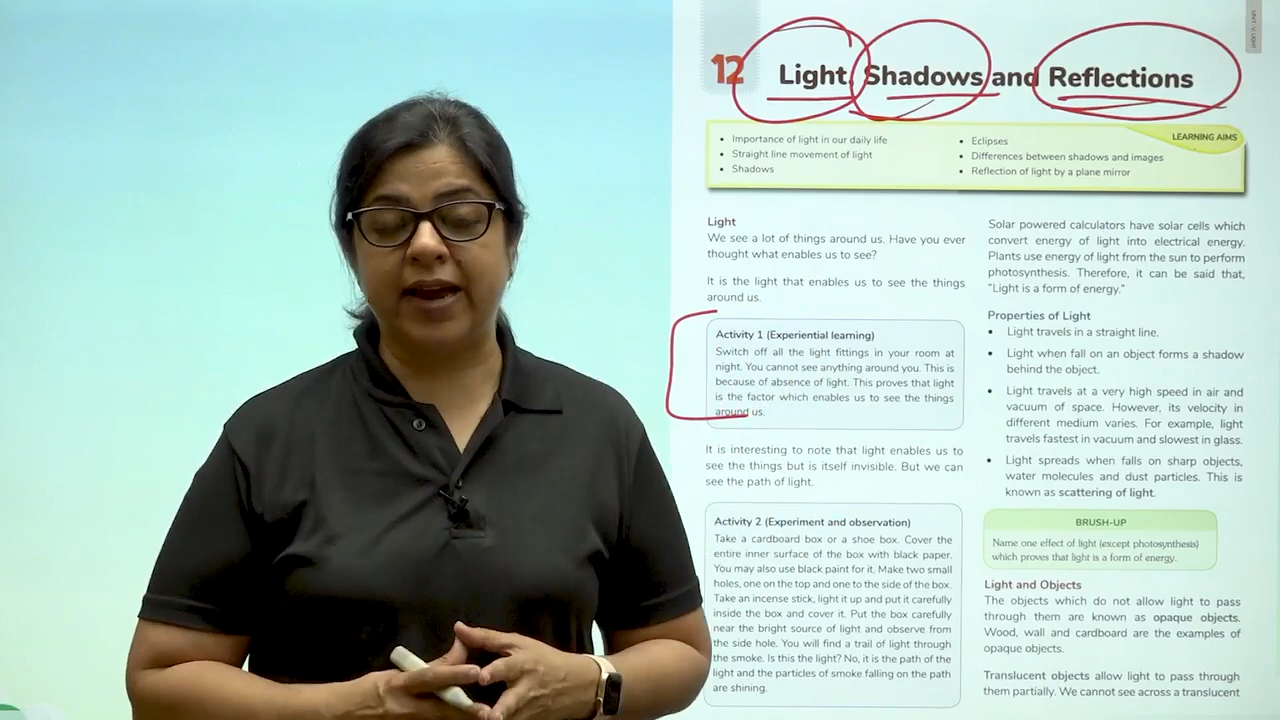 UNIT - V: LIGHT
12 Light, Shadows and Reflections
LEARNING AIMS
• Importance of light in our daily life
• Straight line movement of light
• Shadows
• Eclipses
• Differences between shadows and images
• Reflection of light by a plane mirror
Light
We see a lot of things around us. Have you ever
thought what enables us to see?
It is the light that enables us to see the things
around us.
Activity 1 (Experiential learning)
Switch off all the light fittings in your room at
night. You cannot see anything around you. This is
because of absence of light. This proves that light
is the factor which enables us to see the things
around us.
It is interesting to note that light enables us to
see the things but is itself invisible. But we can
see the path of light.
Activity 2 (Experiment and observation)
Take a cardboard box or a shoe box. Cover the
entire inner surface of the box with black paper.
You may also use black paint for it. Make two small
holes, one on the top and one to the side of the box.
Take an incense stick, light it up and put it carefully
inside the box and cover it. Put the box carefully
near the bright source of light and observe from
the side hole. You will find a trail of light through
the smoke. Is this the light? No, it is the path of the
light and the particles of smoke falling on the path
are shining.
Solar powered calculators have solar cells which
convert energy of light into electrical energy.
Plants use energy of light from the sun to perform
photosynthesis. Therefore, it can be said that,
"Light is a form of energy."
Properties of Light
• Light travels in a straight line.
• Light when fall on an object forms a shadow
behind the object.
• Light travels at a very high speed in air and
vacuum of space. However, its velocity in
different medium varies. For example, light
travels fastest in vacuum and slowest in glass.
• Light spreads when falls on sharp objects,
water molecules and dust particles. This is
known as scattering of light.
BRUSH-UP
Name one effect of light (except photosynthesis)
which proves that light is a form of energy.
Light and Objects
The objects which do not allow light to pass
through them are known as opaque objects.
Wood, wall and cardboard are the examples of
opaque objects.
Translucent objects allow light to pass through
them partially. We cannot see across a translucent